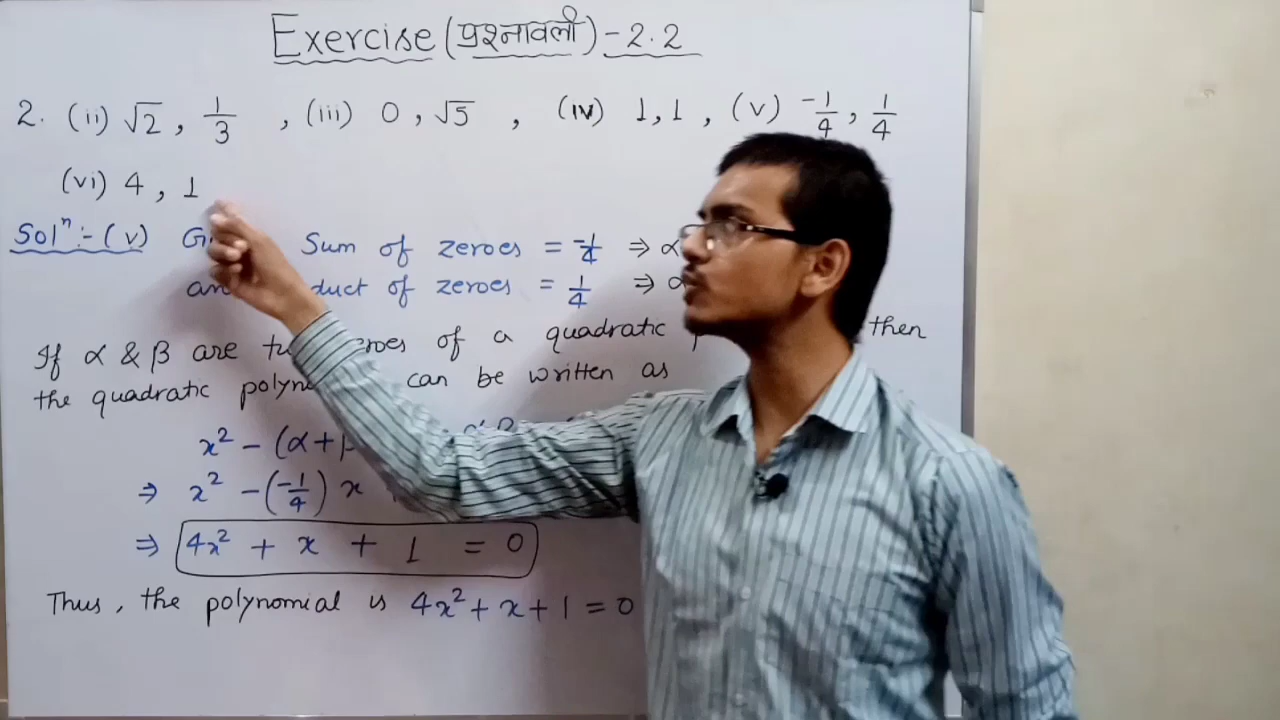 Exercise (प्रश्नावली) - 2.2
2. (ii) √2, 1/3, (iii) 0, √5, (iv) 1, 1, (v) -1/4, 1/4
(vi) 4, 1
Solⁿ:- (v) Sum of zeroes = -1/4 ⇒ α
of zeroes = 1/4 ⇒ α
If α & β are of a quadratic then
the quadratic can be written as
x² - (α +
⇒ x² - (-1/4) x
⇒ 4x² + x + 1 = 0
Thus, the polynomial is 4x² + x + 1 = 0